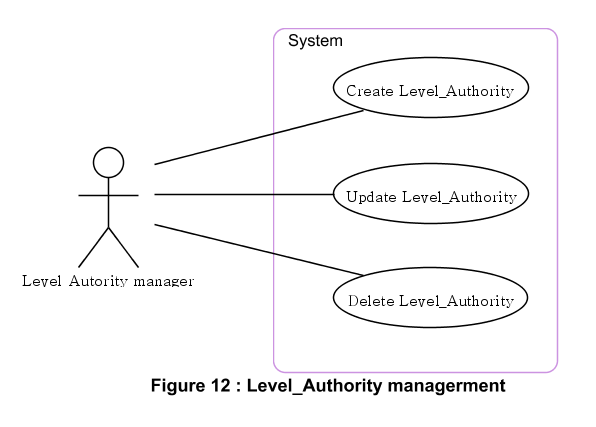 System
Create Level_Authority
Update Level_Authority
Level Autority manager
Delete Level_Authority
Figure 12 : Level_Authority managerment